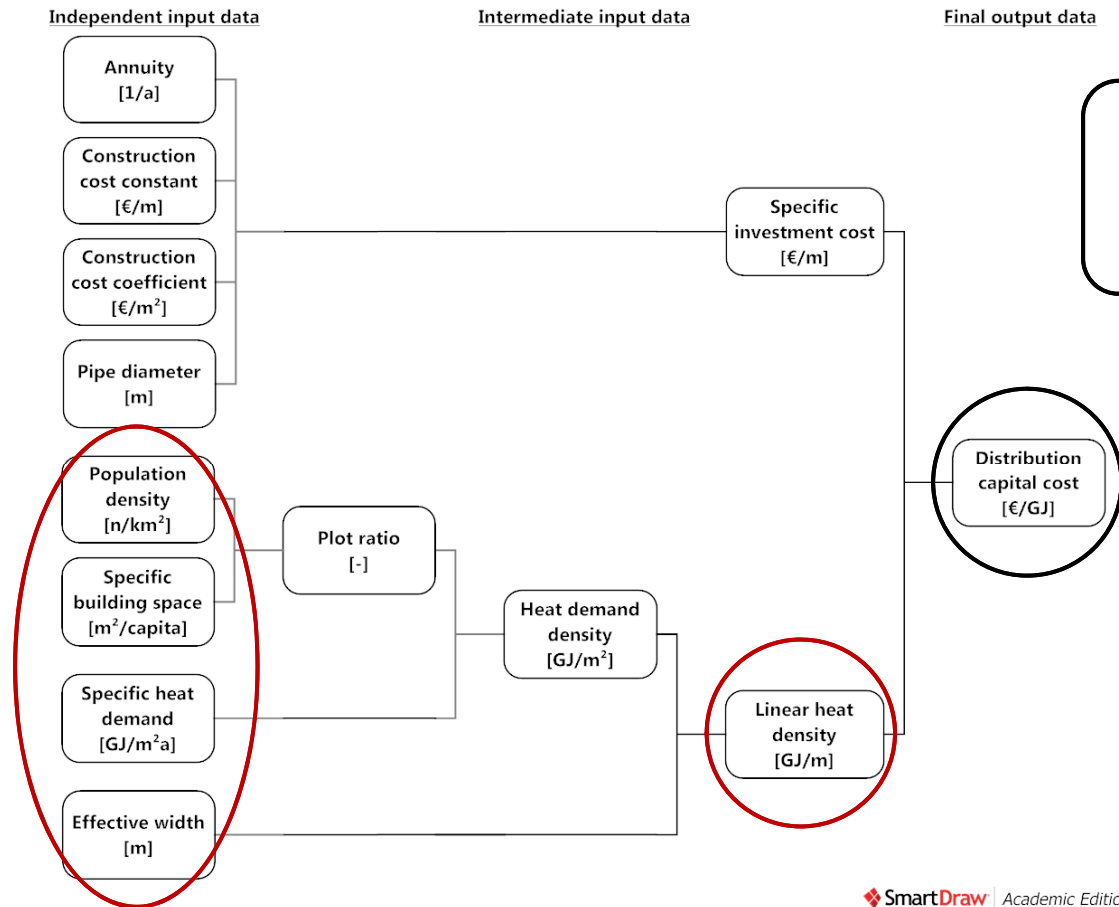 Independent input data
Intermediate input data
Final output data
Annuity
[1/a]
Construction
cost constant
[€/m]
Construction
cost coefficient
[€/m²]
Pipe diameter
[m]
Specific
investment cost
[€/m]
Population
density
[n/km²]
Specific
building space
[m²/capita]
Plot ratio
[-]
Specific heat
demand
[GJ/m²a]
Heat demand
density
[GJ/m²]
Effective width
[m]
Linear heat
density
[GJ/m]
Distribution
capital cost
[€/GJ]
SmartDraw Academic Editio